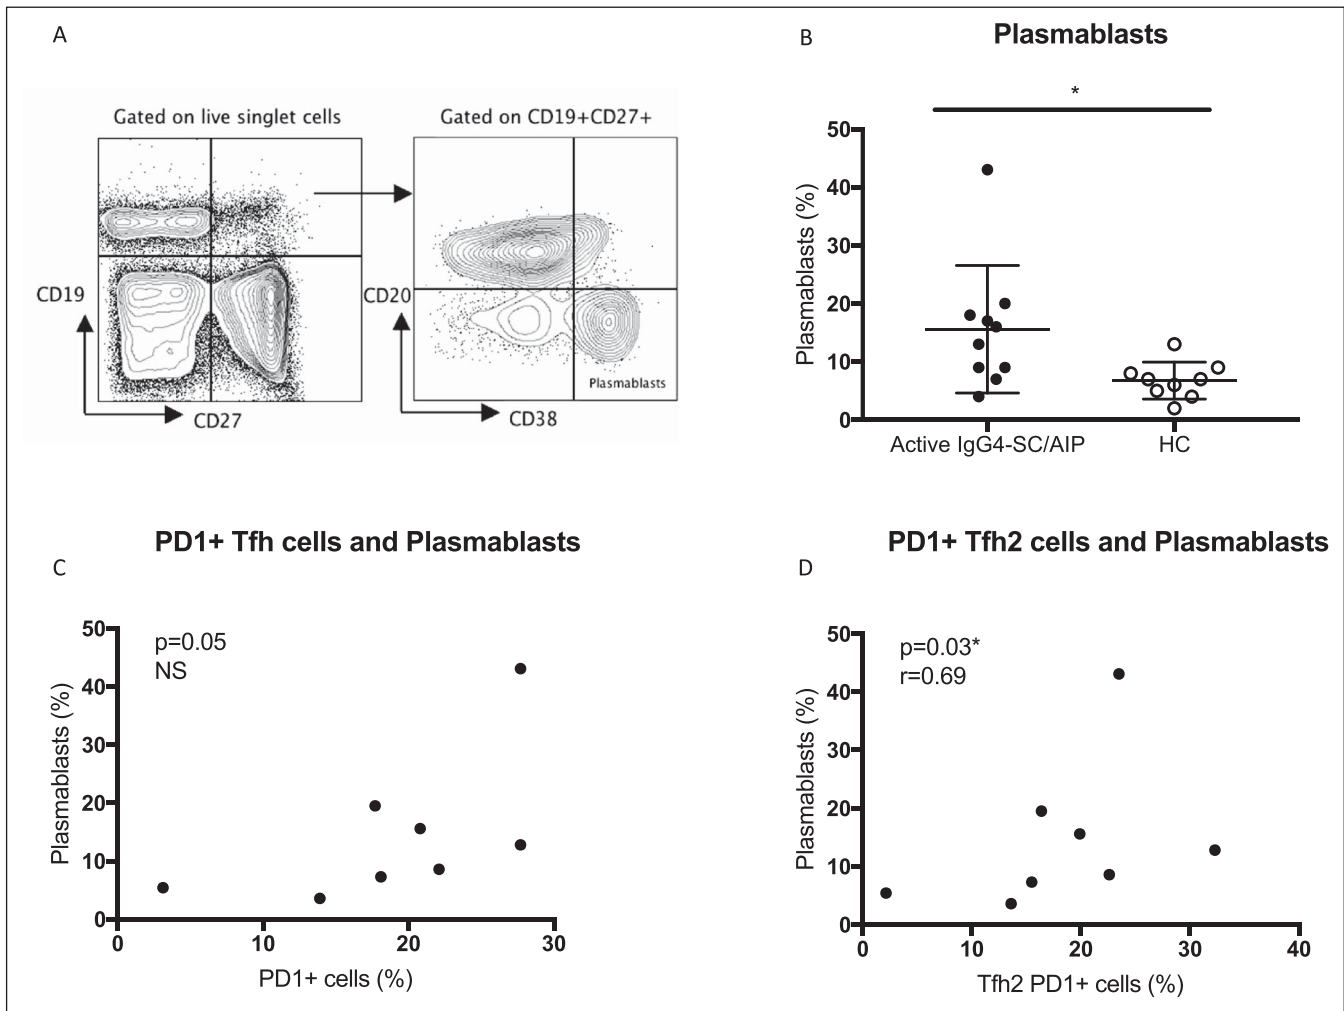 A
Gated on live singlet cells
Gated on CD19+CD27+
CD19
CD27
CD20
CD38
Plasmablasts
B
Plasmablasts
*
Plasmablasts (%)
50
40
30
20
10
0
Active IgG4-SC/AIP
HC
PD1+ Tfh cells and Plasmablasts
C
p=0.05
NS
Plasmablasts (%)
50
40
30
20
10
0
0
10
20
30
PD1+ cells (%)
PD1+ Tfh2 cells and Plasmablasts
D
p=0.03*
r=0.69
Plasmablasts (%)
50
40
30
20
10
0
0
10
20
30
40
Tfh2 PD1+ cells (%)